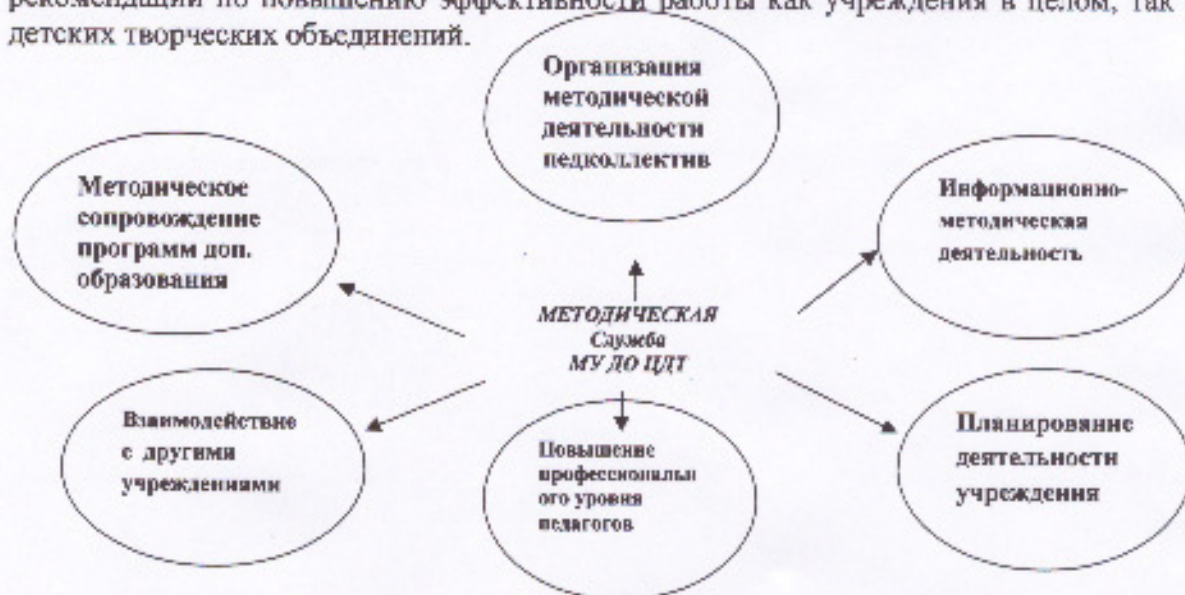 рекомендации по повышению эффективности работы как учреждения в целом, так
детских творческих объединений.
Организация
методической
деятельности
педколлектив
Методическое
сопровождение
программ доп.
образования
Информационно-
методическая
деятельность
МЕТОДИЧЕСКАЯ
Служба
МУ ДО ЦДТ
Взаимодействие
с другими
учреждениями
Повышение
профессиональн
ого уровня
педагогов
Планирование
деятельности
учреждения